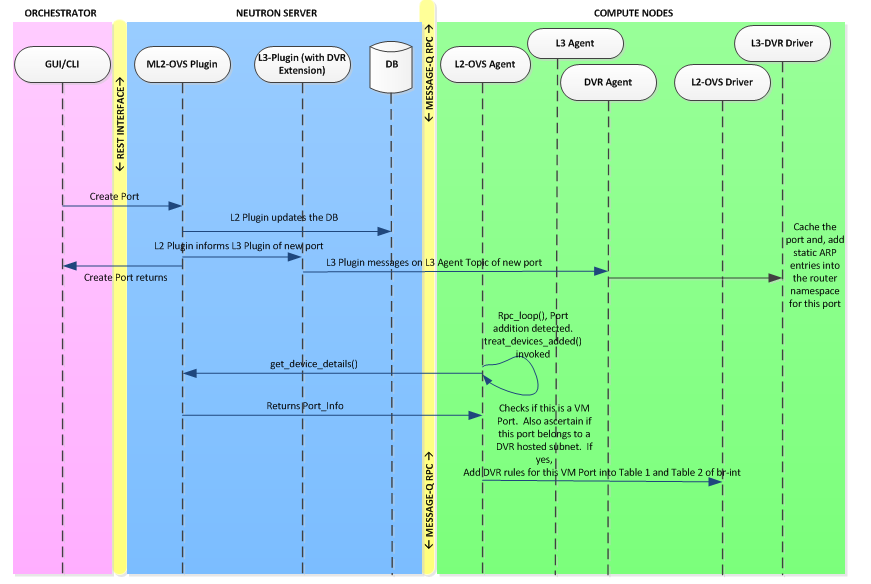 ORCHESTRATOR
NEUTRON SERVER
COMPUTE NODES
GUI/CLI
REST INTERFACE
ML2-OVS Plugin
L3-Plugin (with DVR
Extension)
DB
MESSAGE-Q RPC
L2-OVS Agent
L3 Agent
DVR Agent
L2-OVS Driver
L3-DVR Driver
Create Port
L2 Plugin updates the DB
L2 Plugin informs L3 Plugin of new port
L3 Plugin messages on L3 Agent Topic of new port
Create Port returns
Cache the
port and, add
static ARP
entries into
the router
namespace
for this port
Rpc_loop(), Port
addition detected.
treat_devices_added()
invoked
get_device_details()
Returns Port_Info
Checks if this is a VM
Port. Also ascertain if
this port belongs to a
DVR hosted subnet. If
yes,
Add DVR rules for this VM Port into Table 1 and Table 2 of br-int
MESSAGE-Q RPC